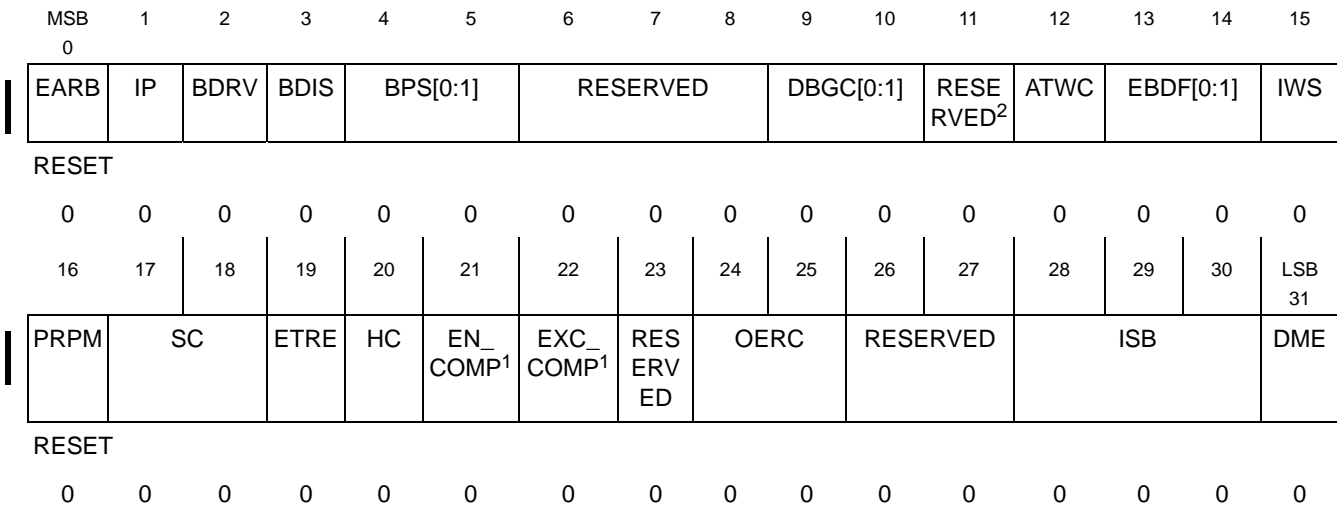 MSB 1 2 3 4 5 6 7 8 9 10 11 12 13 14 15
0
EARB IP BDRV BDIS BPS[0:1] RESERVED DBGC[0:1] RESE ATWC EBDF[0:1] IWS
RVED2
RESET
0 0 0 0 0 0 0 0 0 0 0 0 0 0 0 0
16 17 18 19 20 21 22 23 24 25 26 27 28 29 30 LSB
31
PRPM SC ETRE HC EN_ EXC_ RES OERC RESERVED ISB DME
COMP1 COMP1 ERV
ED
RESET
0 0 0 0 0 0 0 0 0 0 0 0 0 0 0 0